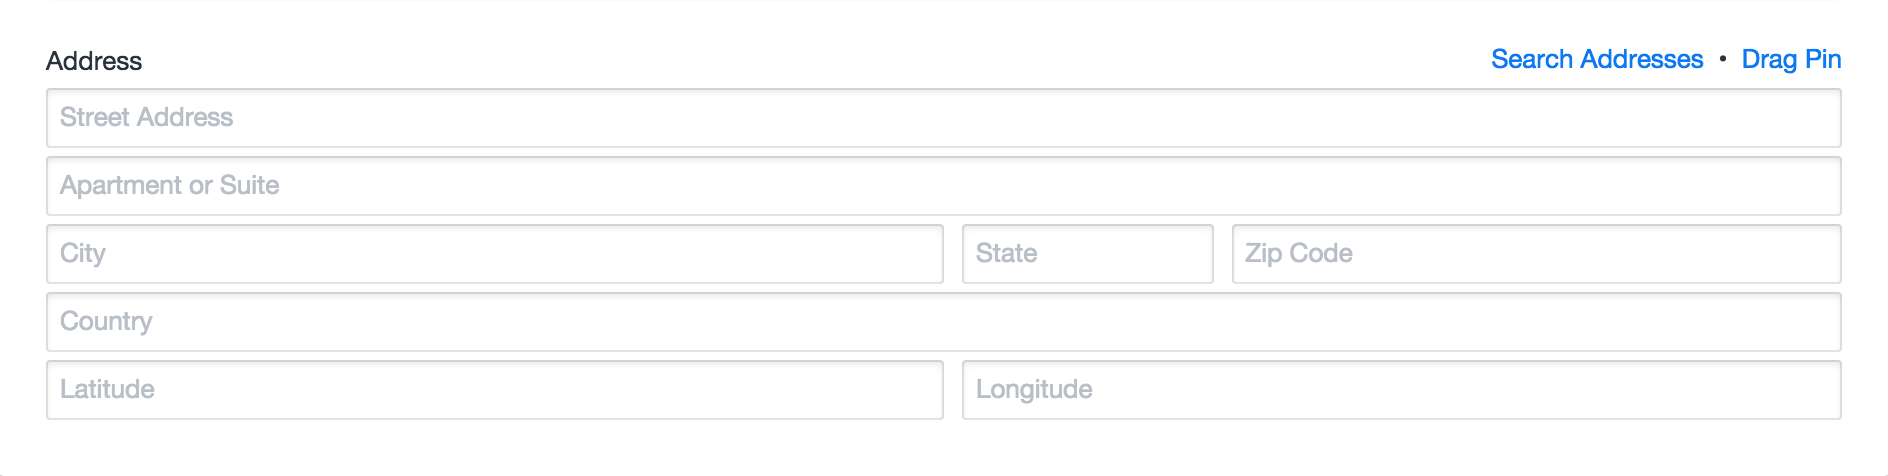 Address Search Addresses • Drag Pin
Street Address
Apartment or Suite
City State Zip Code
Country
Latitude Longitude